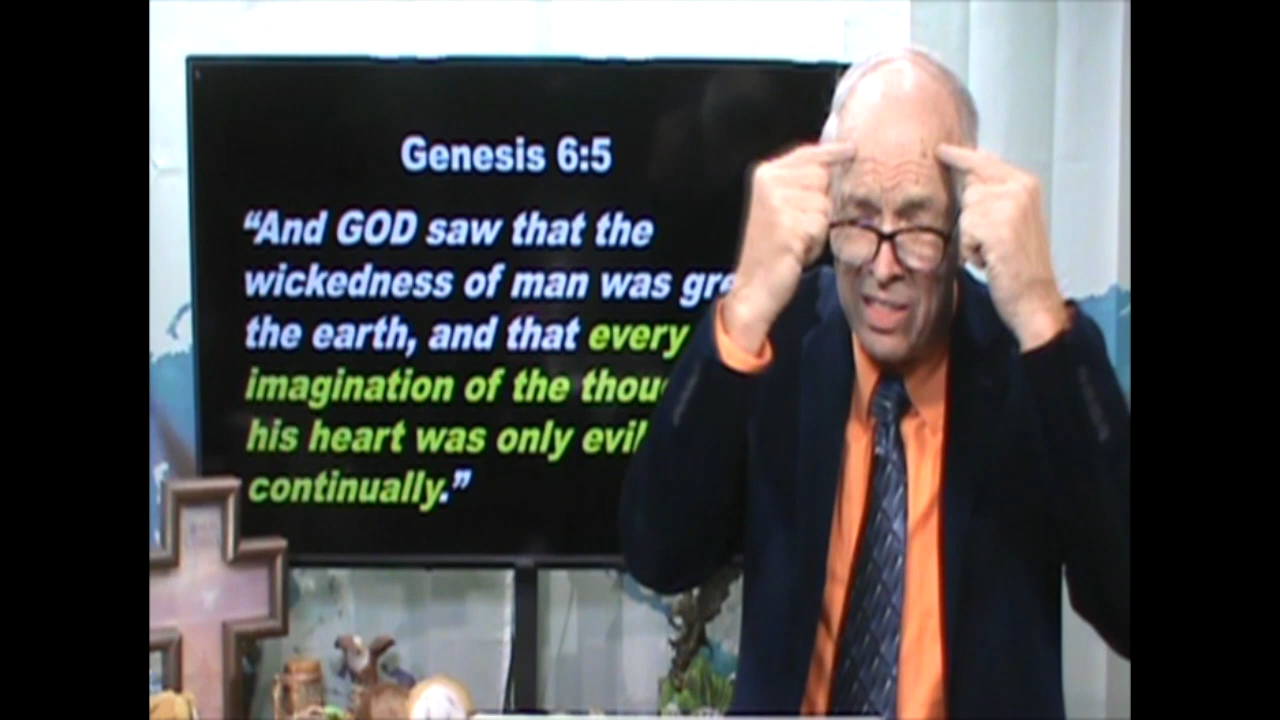 Genesis 6:5
“And GOD saw that the
wickedness of man was gre
the earth, and that every
imagination of the thou
his heart was only evil
continually.”